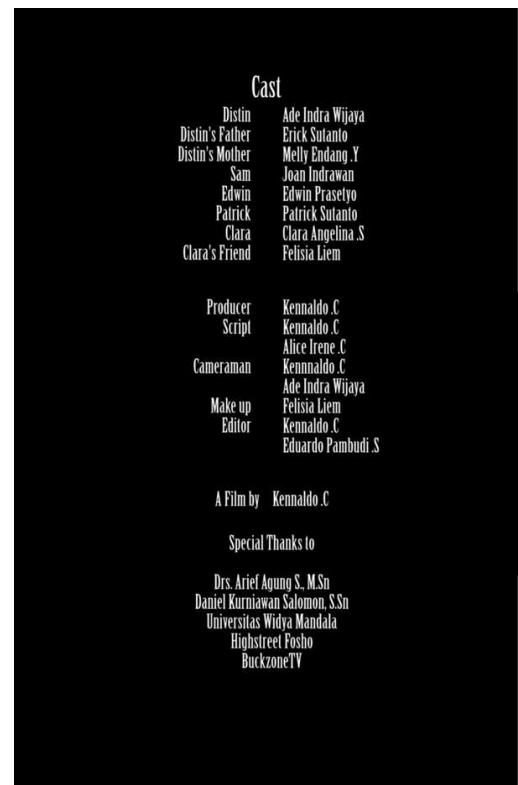 Cast
Distin Ade Indra Wijaya
Distin's Father Erick Sutanto
Distin's Mother Melly Endang .Y
Sam Joan Indrawan
Edwin Edwin Prasetyo
Patrick Patrick Sutanto
Clara Clara Angelina .S
Clara's Friend Felisia Liem
Producer Kennaldo .C
Script Kennaldo .C
Alice Irene .C
Cameraman Kennnaldo .C
Ade Indra Wijaya
Make up Felisia Liem
Editor Kennaldo .C
Eduardo Pambudi .S
A Film by Kennaldo .C
Special Thanks to
Drs. Arief Agung S., M.Sn
Daniel Kurniawan Salomon, S.Sn
Universitas Widya Mandala
Highstreet Fosho
BuckzoneTV